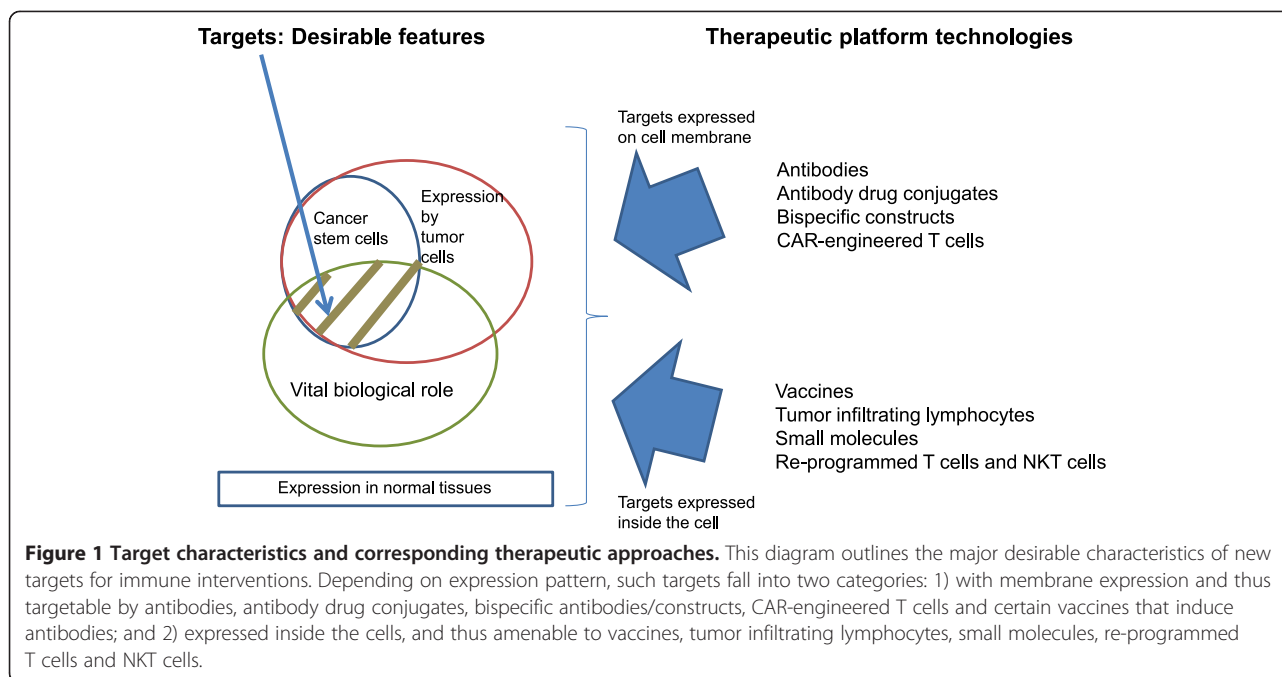 Targets: Desirable features
Therapeutic platform technologies
Targets expressed
on cell membrane
Antibodies
Antibody drug conjugates
Bispecific constructs
CAR-engineered T cells
Cancer
stem cells
Expression
by
tumor
cells
Vital biological role
Expression in normal tissues
Vaccines
Tumor infiltrating lymphocytes
Small molecules
Re-programmed T cells and NKT cells
Targets expressed
inside the cell
Figure 1 Target characteristics and corresponding therapeutic approaches. This diagram outlines the major desirable characteristics of new
targets for immune interventions. Depending on expression pattern, such targets fall into two categories: 1) with membrane expression and thus
targetable by antibodies, antibody drug conjugates, bispecific antibodies/constructs, CAR-engineered T cells and certain vaccines that induce
antibodies; and 2) expressed inside the cells, and thus amenable to vaccines, tumor infiltrating lymphocytes, small molecules, re-programmed
T cells and NKT cells.